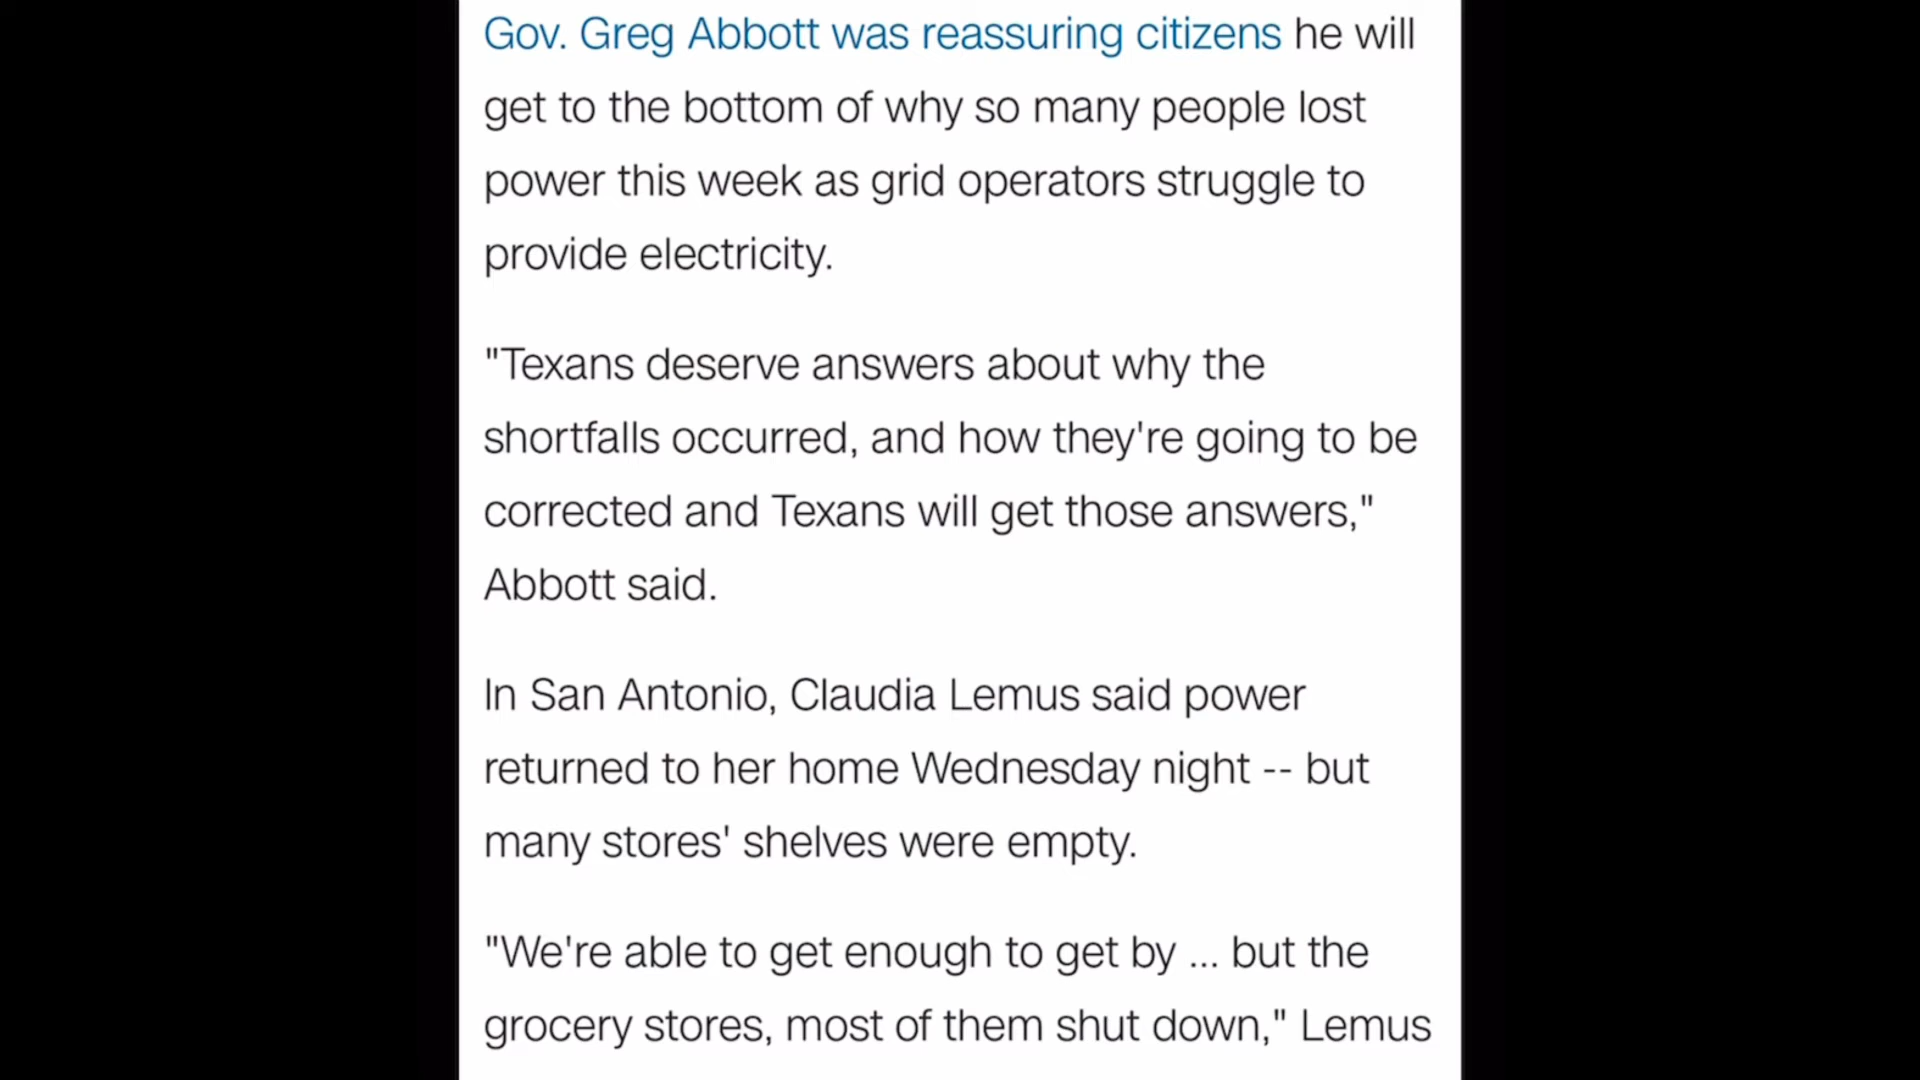 Gov. Greg Abbott was reassuring citizens he will
get to the bottom of why so many people lost
power this week as grid operators struggle to
provide electricity.
"Texans deserve answers about why the
shortfalls occurred, and how they're going to be
corrected and Texans will get those answers,"
Abbott said.
In San Antonio, Claudia Lemus said power
returned to her home Wednesday night -- but
many stores' shelves were empty.
"We're able to get enough to get by ... but the
grocery stores, most of them shut down," Lemus